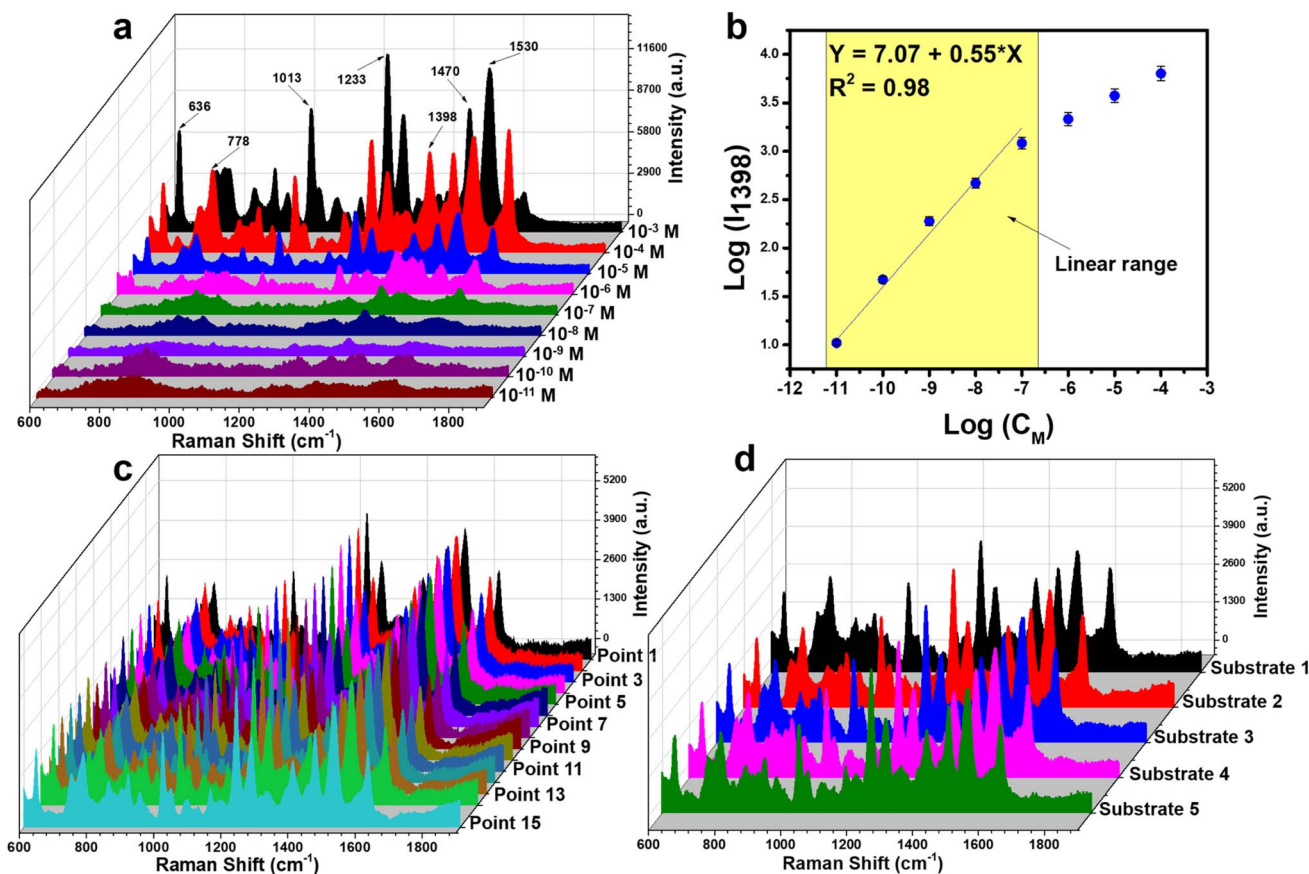 a
636
778
1013
1233
1398
1470
1530
11600
8700
5800
2900
0
Intensity (a.u.)
10⁻³ M
10⁻⁴ M
10⁻⁵ M
10⁻⁶ M
10⁻⁷ M
10⁻⁸ M
10⁻⁹ M
10⁻¹⁰ M
10⁻¹¹ M
600 800 1000 1200 1400 1600 1800
Raman Shift (cm⁻¹)
b
Y = 7.07 + 0.55*X
R² = 0.98
Linear range
4.0
3.5
3.0
2.5
2.0
1.5
1.0
Log (I₁₃₉₈)
-12 -11 -10 -9 -8 -7 -6 -5 -4 -3
Log (C_M)
c
5200
3900
2600
1300
0
Intensity (a.u.)
Point 1
Point 3
Point 5
Point 7
Point 9
Point 11
Point 13
Point 15
600 800 1000 1200 1400 1600 1800
Raman Shift (cm⁻¹)
d
5200
3900
2600
1300
0
Intensity (a.u.)
Substrate 1
Substrate 2
Substrate 3
Substrate 4
Substrate 5
600 800 1000 1200 1400 1600 1800
Raman Shift (cm⁻¹)